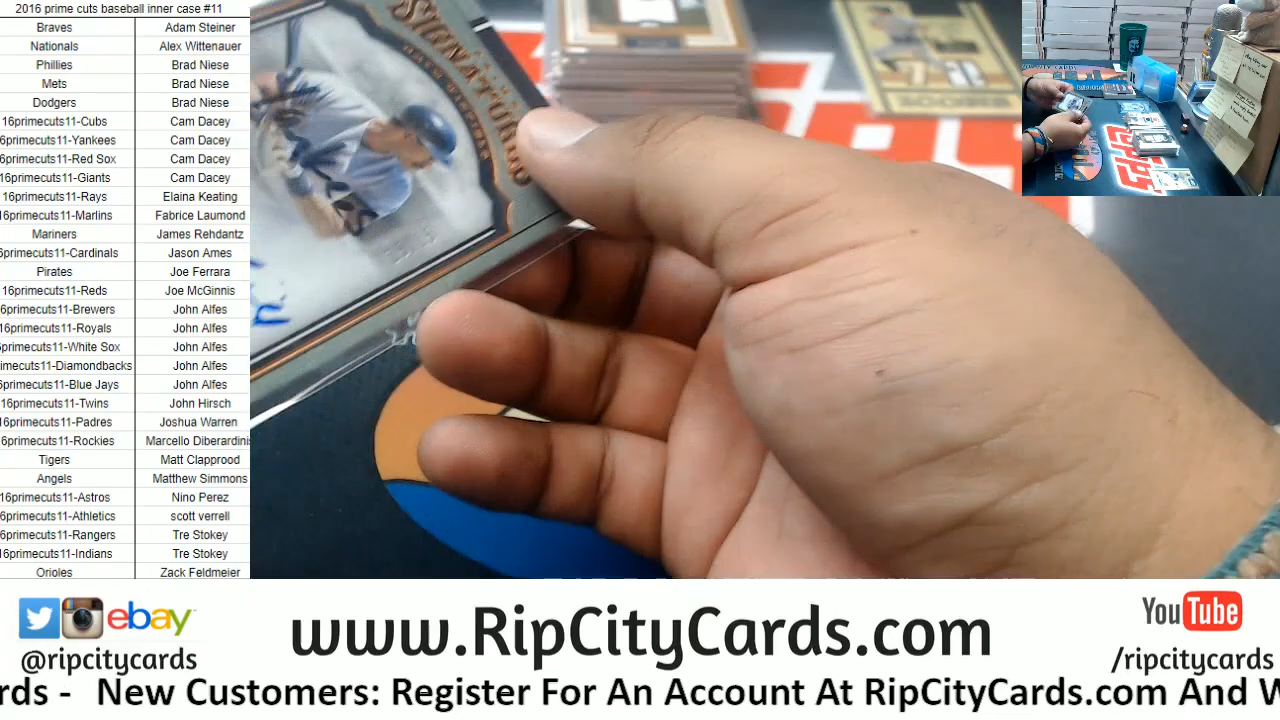 2016 prime cuts baseball inner case #11
Braves Adam Steiner
Nationals Alex Wittenauer
Phillies Brad Niese
Mets Brad Niese
Dodgers Brad Niese
16primecuts11-Cubs Cam Dacey
6primecuts11-Yankees Cam Dacey
6primecuts11-Red Sox Cam Dacey
16primecuts11-Giants Cam Dacey
16primecuts11-Rays Elaina Keating
16primecuts11-Marlins Fabrice Laumond
Mariners James Rehdantz
6primecuts11-Cardinals Jason Ames
Pirates Joe Ferrara
16primecuts11-Reds Joe McGinnis
6primecuts11-Brewers John Alfes
6primecuts11-Royals John Alfes
primecuts11-White Sox John Alfes
imecuts11-Diamondbacks John Alfes
6primecuts11-Blue Jays John Alfes
16primecuts11-Twins John Hirsch
16primecuts11-Padres Joshua Warren
6primecuts11-Rockies Marcello Diberardini
Tigers Matt Clapprood
Angels Matthew Simmons
16primecuts11-Astros Nino Perez
6primecuts11-Athletics scott verrell
6primecuts11-Rangers Tre Stokey
16primecuts11-Indians Tre Stokey
Orioles Zack Feldmeier
SIGNATURE
ebay
@ripcitycards
www.RipCityCards.com
YouTube
/ripcitycards
rds - New Customers: Register For An Account At RipCityCards.com And W